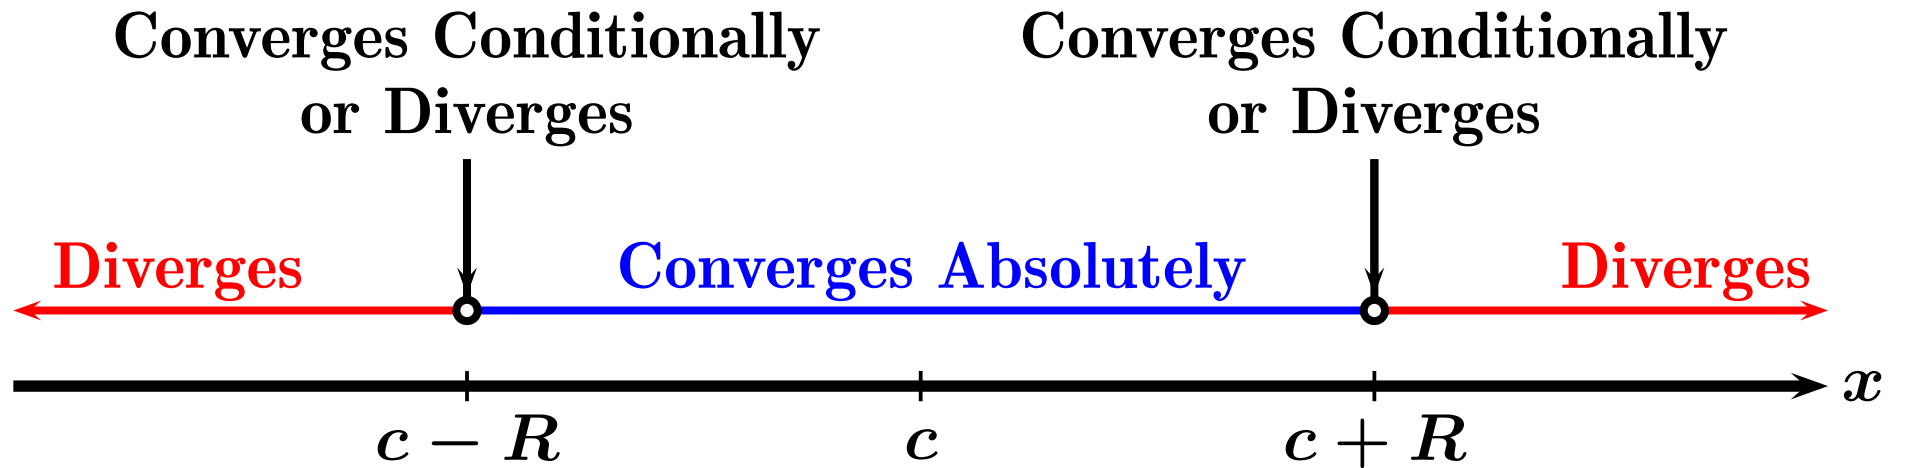 Converges Conditionally Converges Conditionally
or Diverges or Diverges
Diverges Converges Absolutely Diverges
x
c − R c c + R